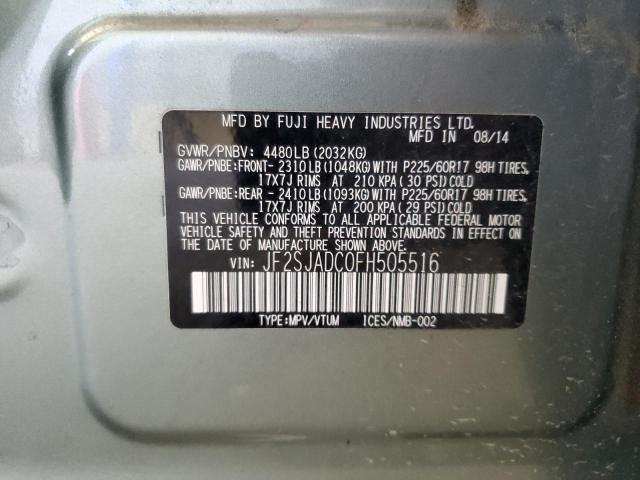 MFD BY FUJI HEAVY INDUSTRIES LTD.
MFD IN 08/14
GVWR/PNBV: 4480LB(2032KG)
GAWR/PNBE:FRONT-2310LB(1048KG)WITH P225/60R17 98H TIRES,
17X7J RIMS AT 210 KPA(30 PSI)COLD
GAWR/PNBE:REAR -2410LB(1093KG)WITH P225/60R17 98H TIRES,
17X7J RIMS AT 200 KPA(29 PSI)COLD
THIS VEHICLE CONFORMS TO ALL APPLICABLE FEDERAL MOTOR
VEHICLE SAFETY AND THEFT PREVENTION STANDARDS IN EFFECT
ON THE DATE OF MANUFACTURE SHOWN ABOVE.
VIN: JF2SJADC0FH505516
TYPE:MPV/VTUM ICES/NMB-002